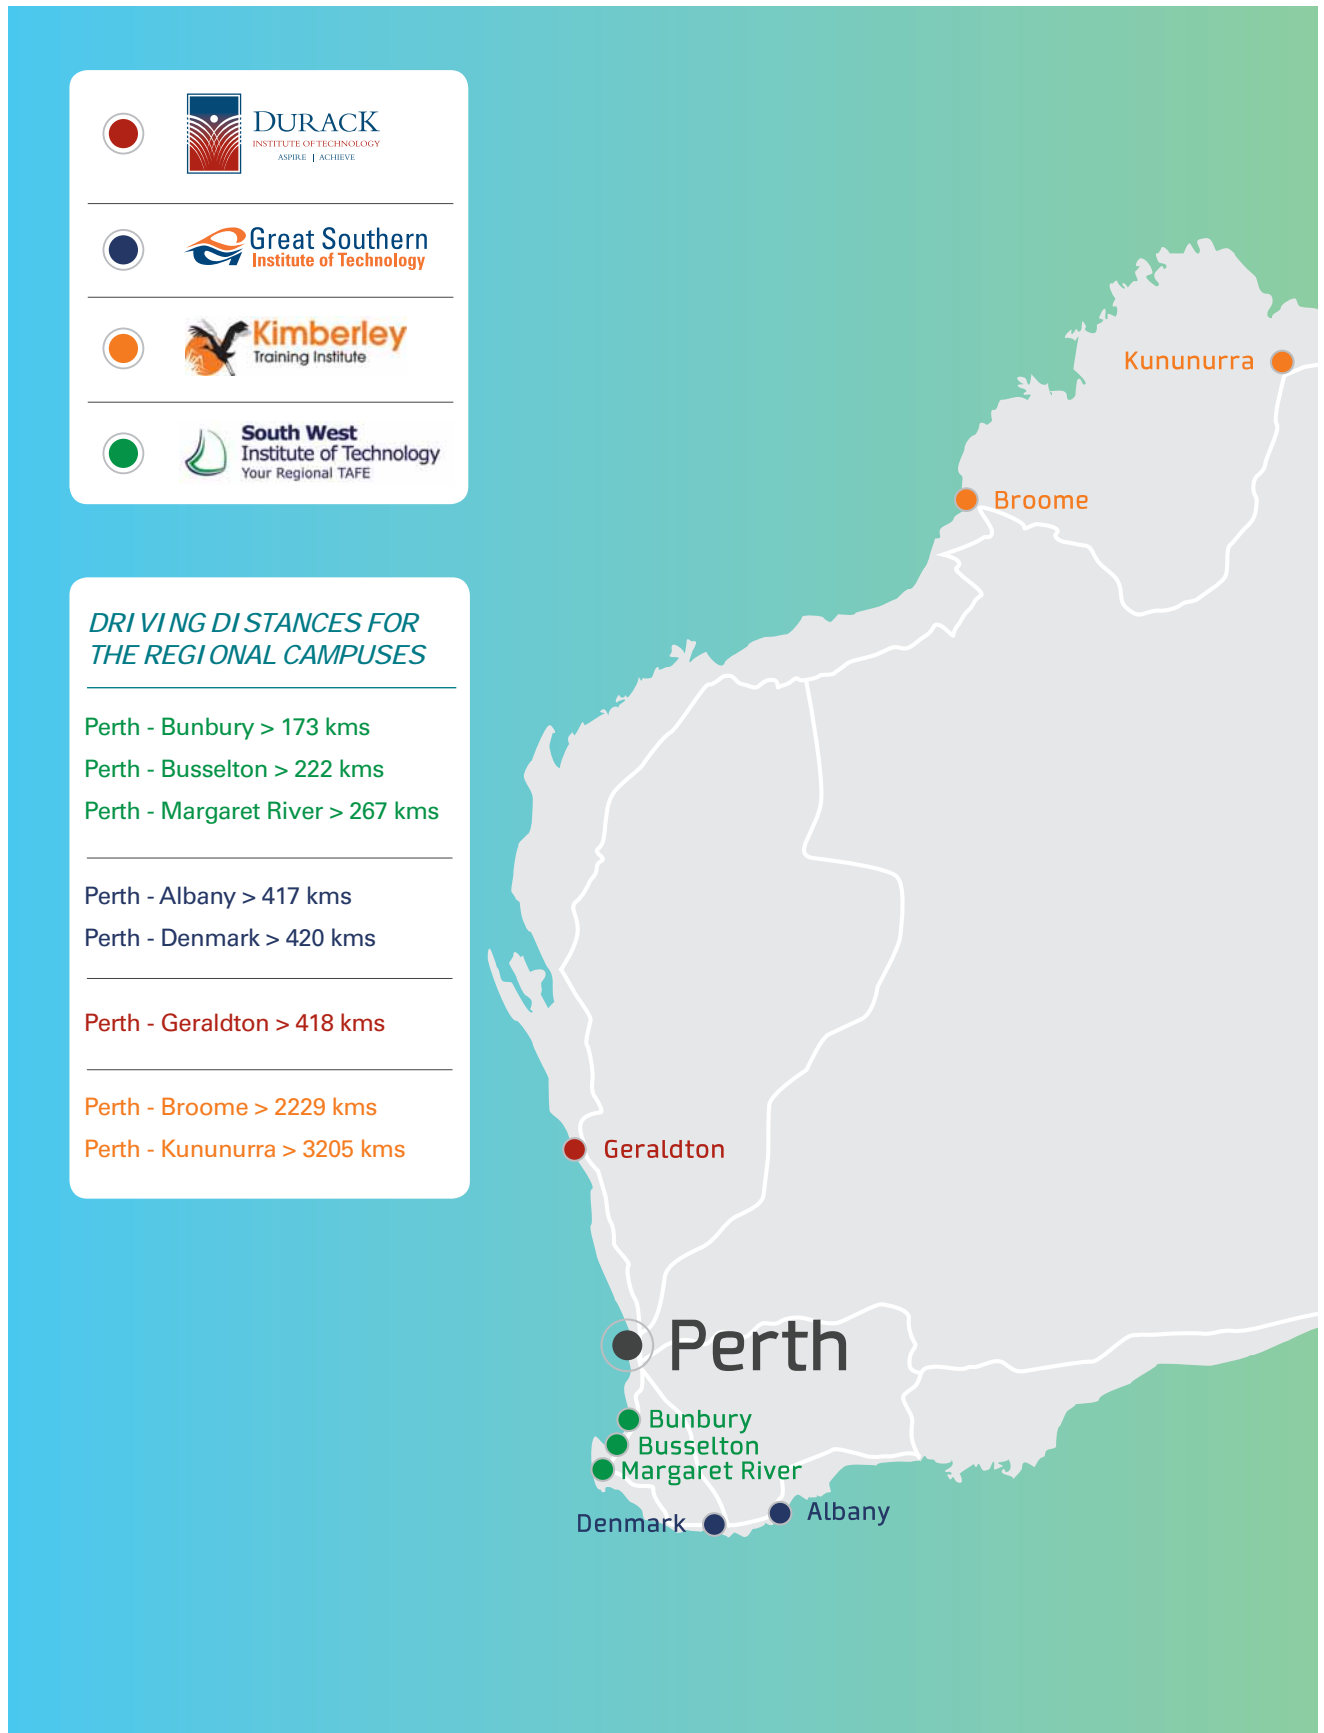 DURACK
INSTITUTE OF TECHNOLOGY
ASPIRE | ACHIEVE
Great Southern
Institute of Technology
Kimberley
Training Institute
South West
Institute of Technology
Your Regional TAFE
DRIVING DISTANCES FOR
THE REGIONAL CAMPUSES
Perth - Bunbury > 173 kms
Perth - Busselton > 222 kms
Perth - Margaret River > 267 kms
Perth - Albany > 417 kms
Perth - Denmark > 420 kms
Perth - Geraldton > 418 kms
Perth - Broome > 2229 kms
Perth - Kununurra > 3205 kms
Kununurra
Broome
Geraldton
Perth
Bunbury
Busselton
Margaret River
Albany
Denmark